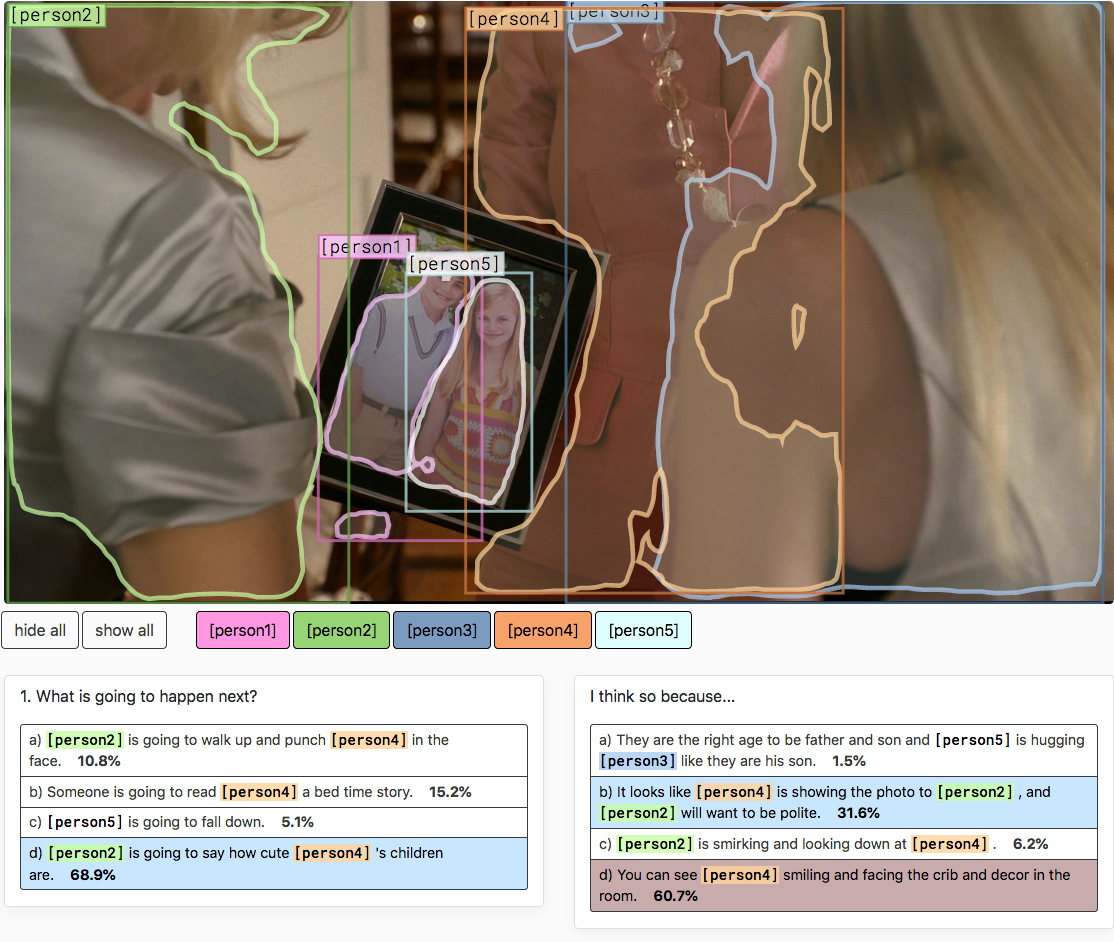 [person2]
[person4]
[person3]
[person1]
[person5]
hide all
show all
[person1]
[person2]
[person3]
[person4]
[person5]
1. What is going to happen next?
a) [person2] is going to walk up and punch [person4] in the
face. 10.8%
b) Someone is going to read [person4] a bed time story. 15.2%
c) [person5] is going to fall down. 5.1%
d) [person2] is going to say how cute [person4] 's children
are. 68.9%
I think so because...
a) They are the right age to be father and son and [person5] is hugging
[person3] like they are his son. 1.5%
b) It looks like [person4] is showing the photo to [person2] , and
[person2] will want to be polite. 31.6%
c) [person2] is smirking and looking down at [person4] . 6.2%
d) You can see [person4] smiling and facing the crib and decor in the
room. 60.7%